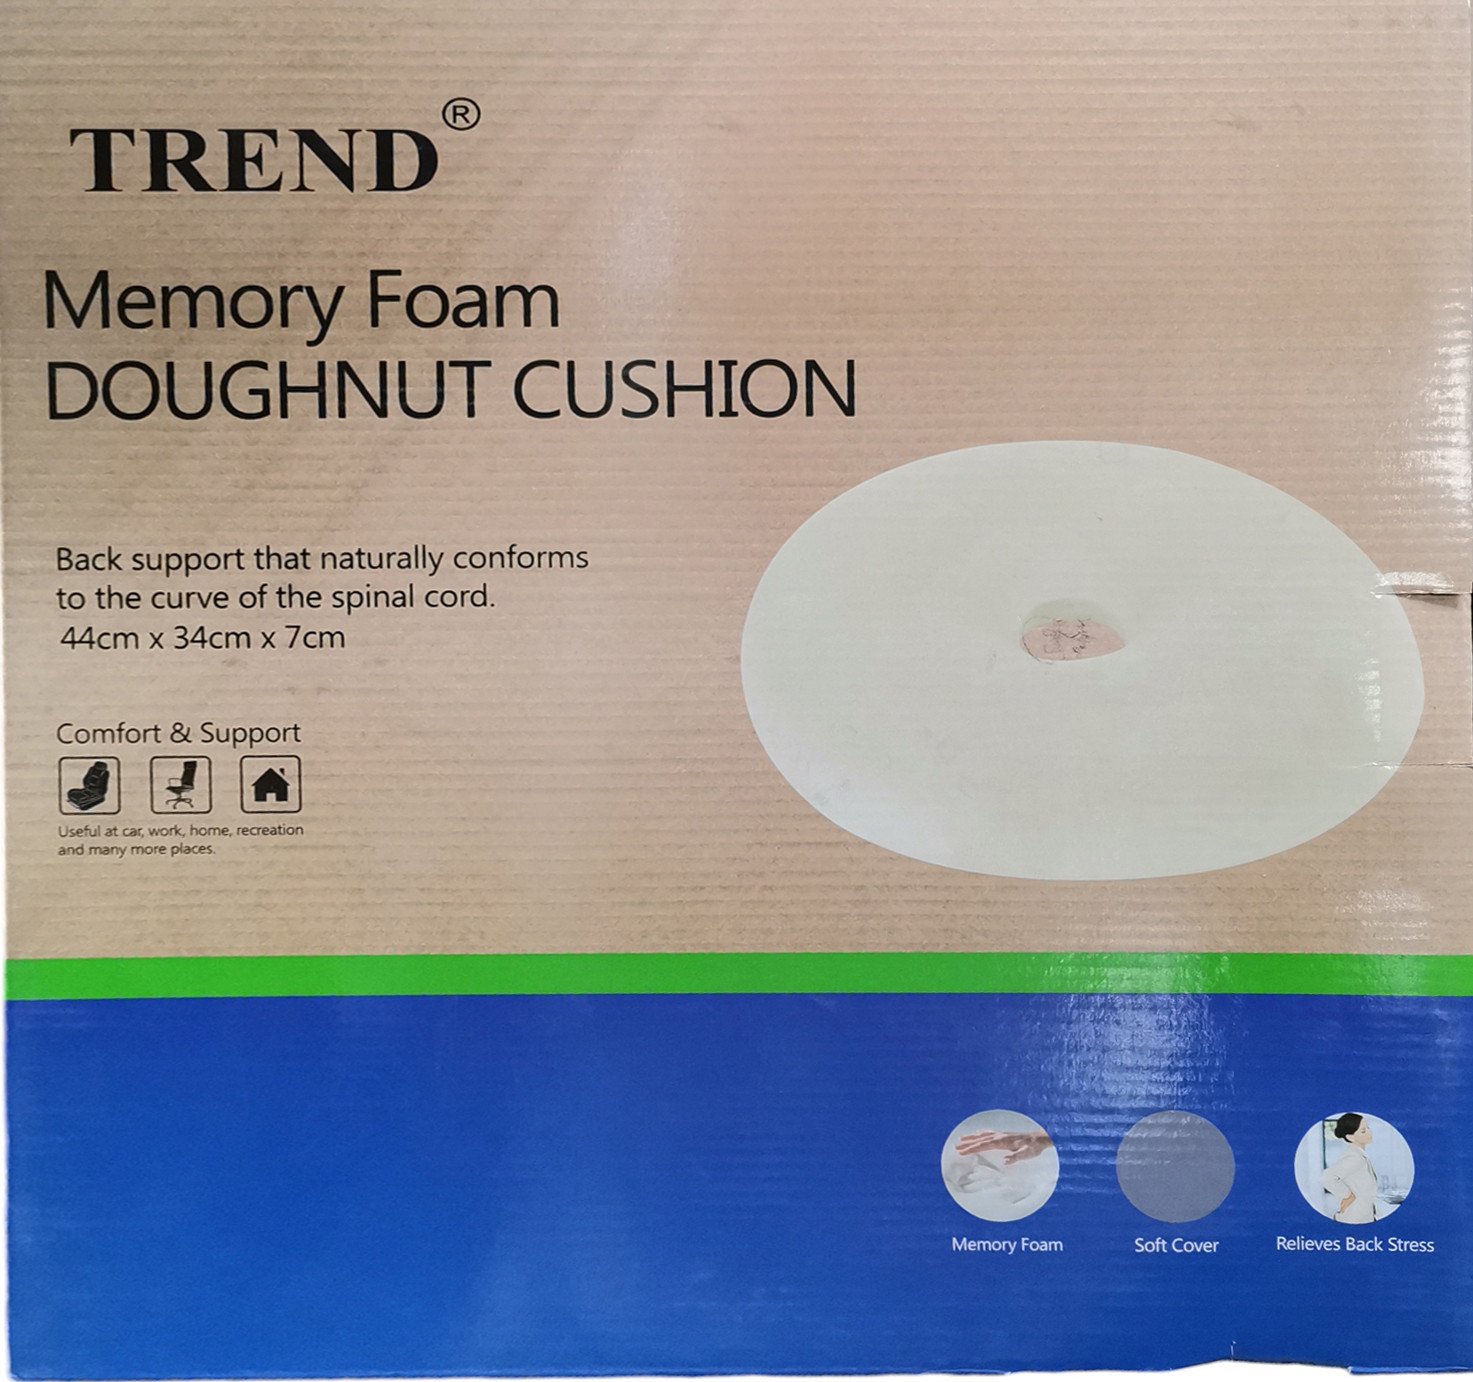 TREND®
Memory Foam
DOUGHNUT CUSHION
Back support that naturally conforms
to the curve of the spinal cord.
44cm x 34cm x 7cm
Comfort & Support
Useful at car, work, home, recreation
and many more places.
Memory Foam
Soft Cover
Relieves Back Stress